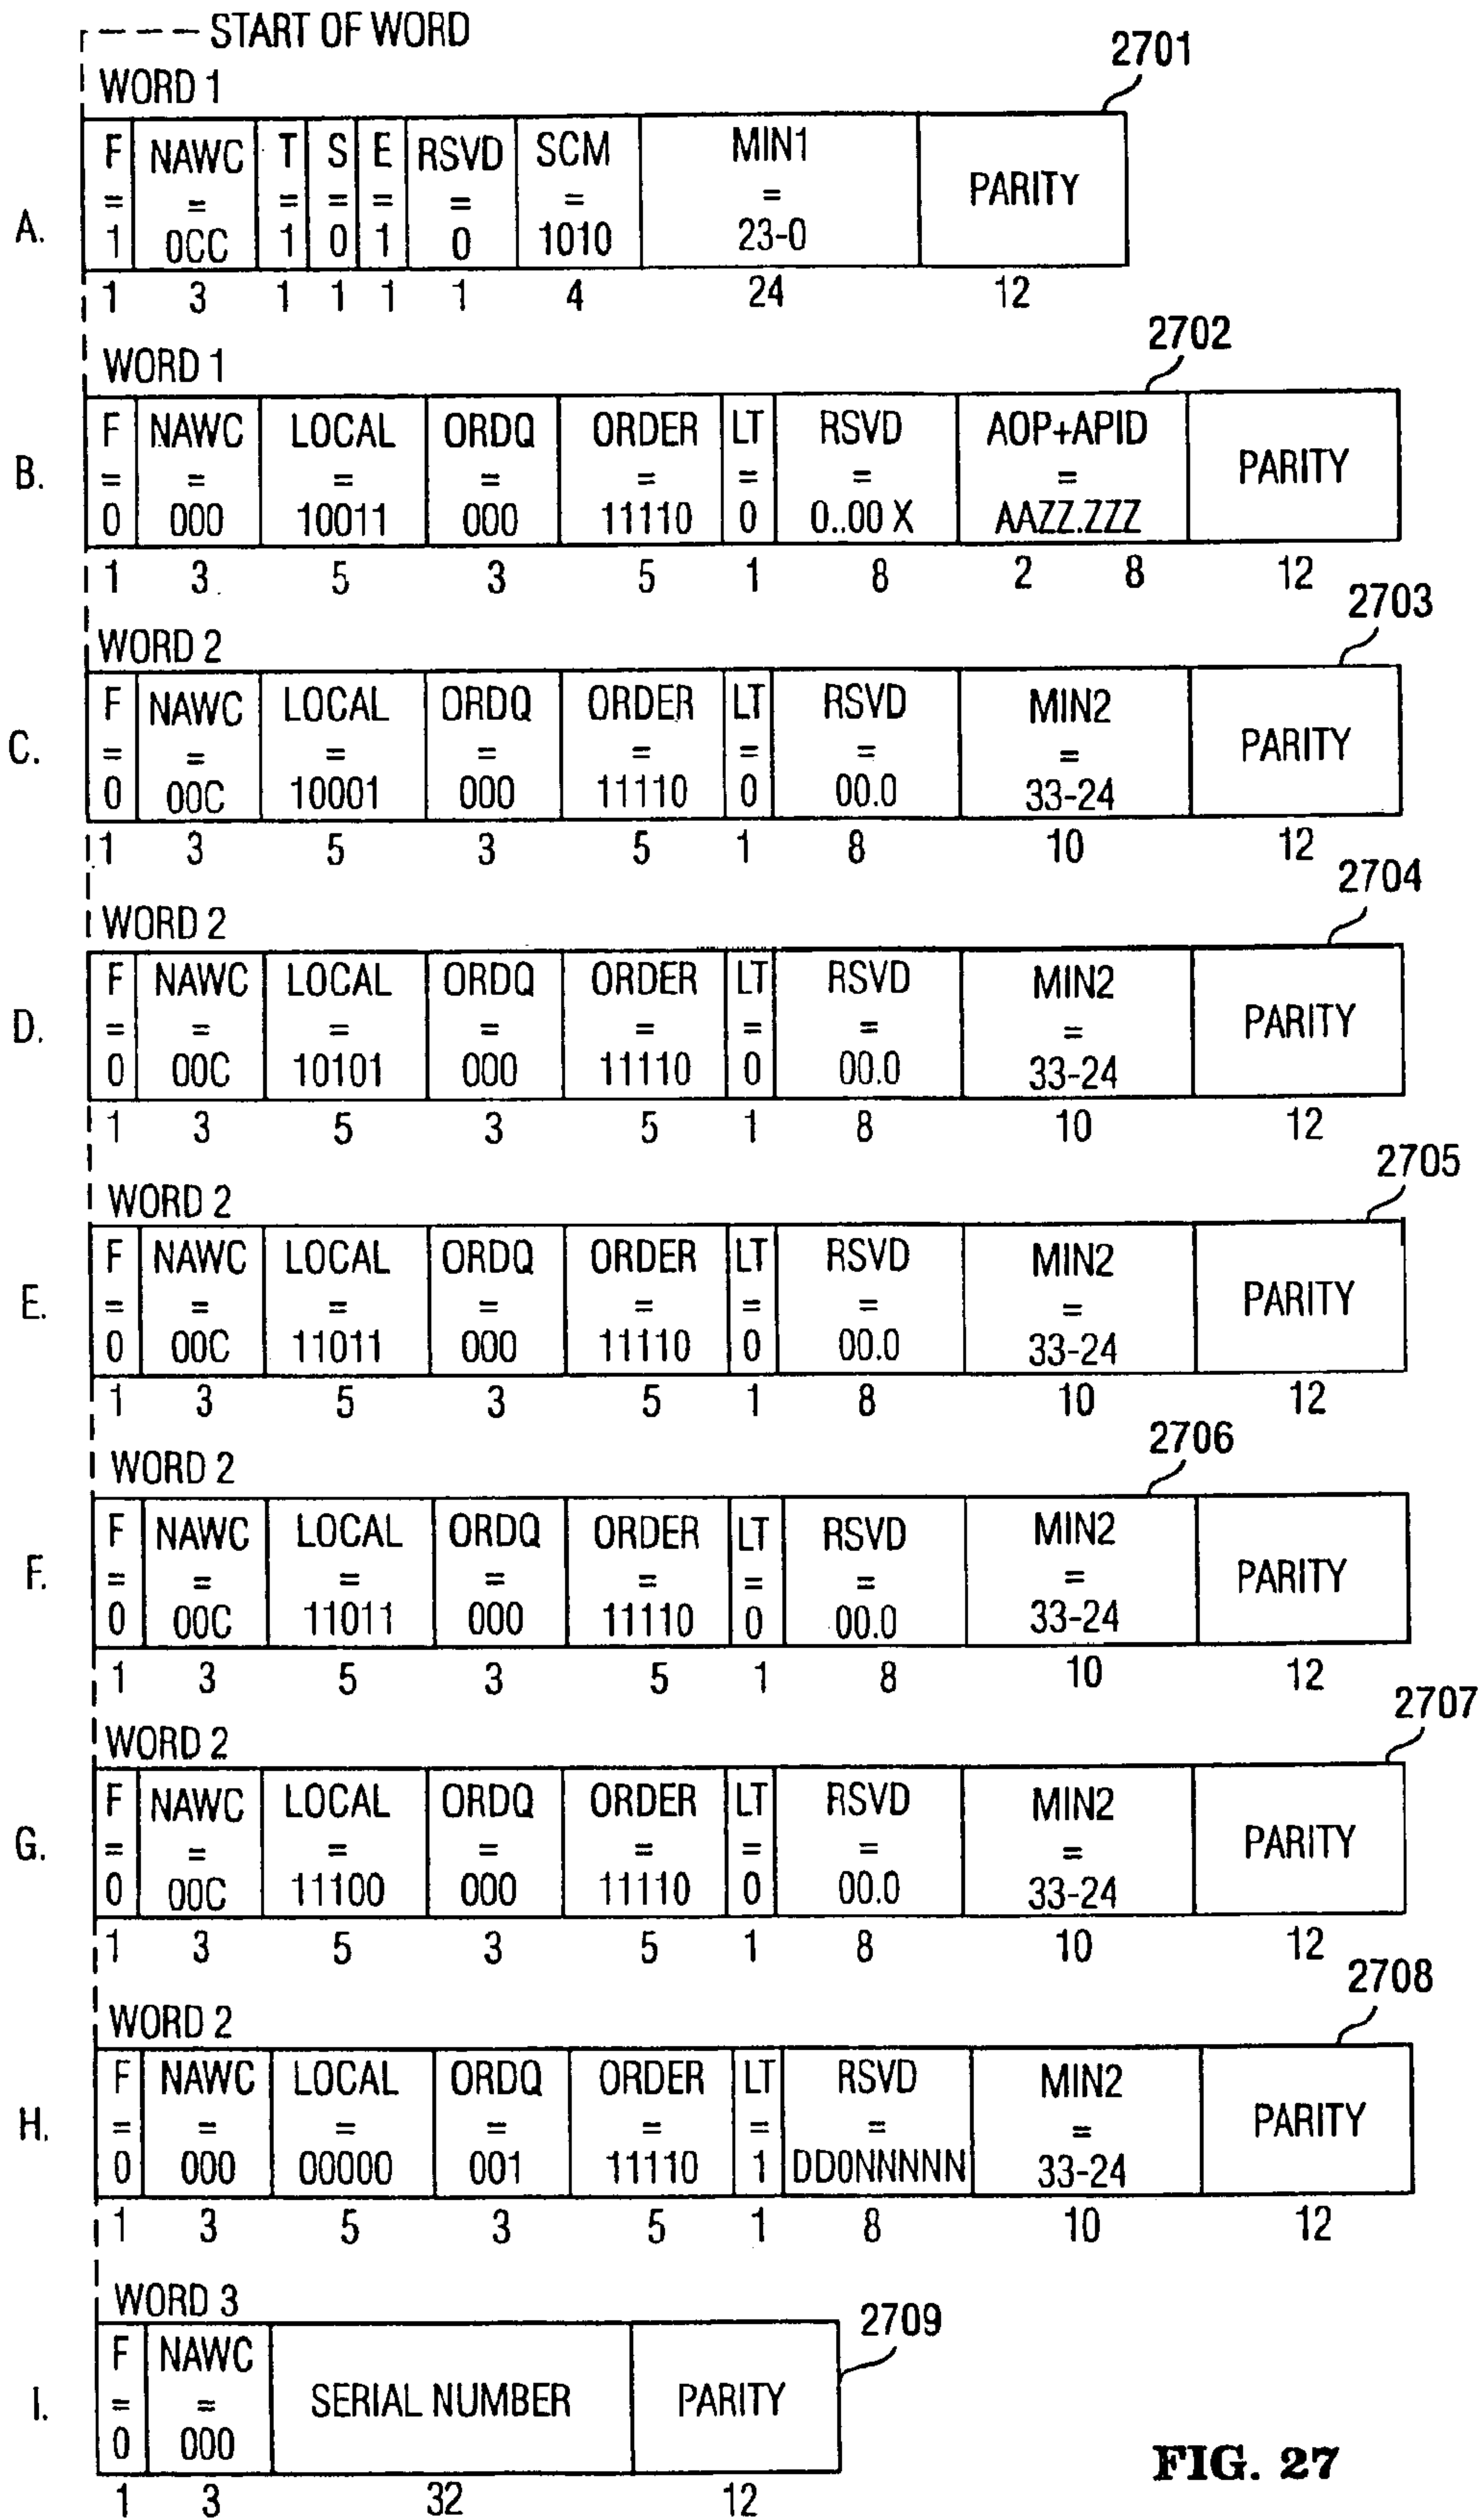 START OF WORD
2701
WORD 1
F NAWC T S E RSVD SCM MIN1 PARITY
= = = = = = = =
A. 1 0CC 1 0 1 0 1010 23-0
1 3 1 1 1 1 4 24 12
2702
WORD 1
F NAWC LOCAL ORDQ ORDER LT RSVD AOP+APID PARITY
= = = = = = = =
B. 0 000 10011 000 11110 0 0..00 X AAZZ.ZZZ
1 3 5 3 5 1 8 2 8 12
2703
WORD 2
F NAWC LOCAL ORDQ ORDER LT RSVD MIN2 PARITY
= = = = = = = =
C. 0 00C 10001 000 11110 0 00.0 33-24
1 3 5 3 5 1 8 10 12
2704
WORD 2
F NAWC LOCAL ORDQ ORDER LT RSVD MIN2 PARITY
= = = = = = = =
D. 0 00C 10101 000 11110 0 00.0 33-24
1 3 5 3 5 1 8 10 12
2705
WORD 2
F NAWC LOCAL ORDQ ORDER LT RSVD MIN2 PARITY
= = = = = = = =
E. 0 00C 11011 000 11110 0 00.0 33-24
1 3 5 3 5 1 8 10 12
2706
WORD 2
F NAWC LOCAL ORDQ ORDER LT RSVD MIN2 PARITY
= = = = = = = =
F. 0 00C 11011 000 11110 0 00.0 33-24
1 3 5 3 5 1 8 10 12
2707
WORD 2
F NAWC LOCAL ORDQ ORDER LT RSVD MIN2 PARITY
= = = = = = = =
G. 0 00C 11100 000 11110 0 00.0 33-24
1 3 5 3 5 1 8 10 12
2708
WORD 2
F NAWC LOCAL ORDQ ORDER LT RSVD MIN2 PARITY
= = = = = = = =
H. 0 000 00000 001 11110 1 DD0NNNNN 33-24
1 3 5 3 5 1 8 10 12
WORD 3
2709
F NAWC SERIAL NUMBER PARITY
= =
I. 0 000
1 3 32 12
FIG. 27